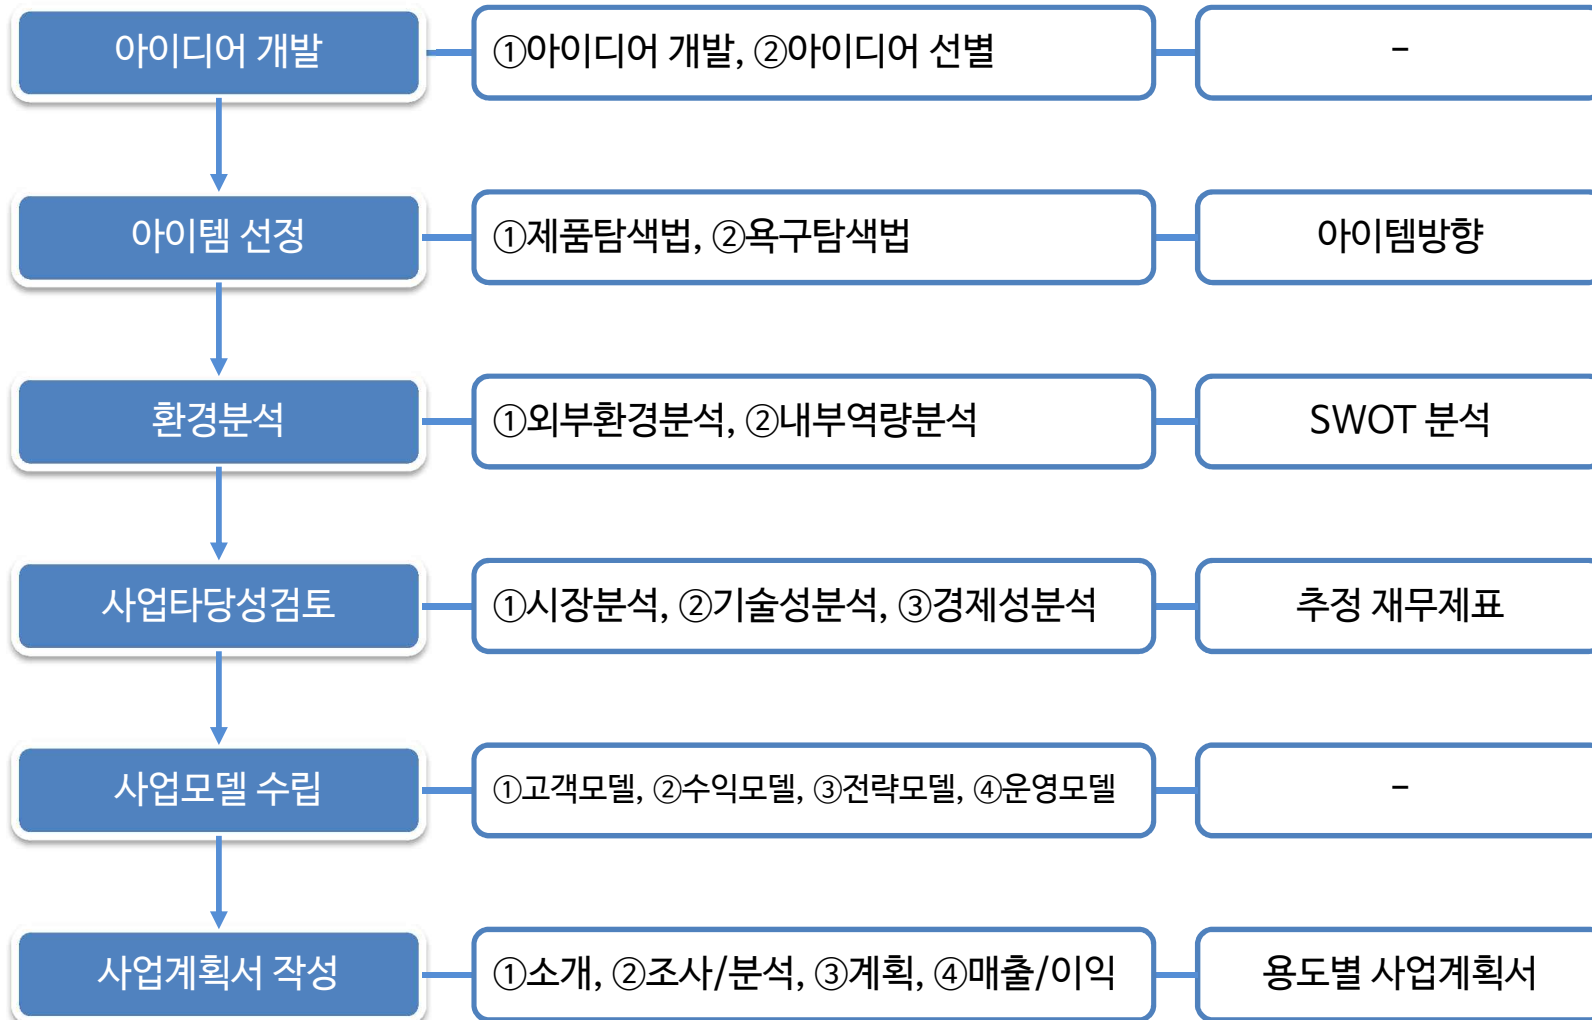 아이디어 개발
①아이디어 개발, ②아이디어 선별
-
아이템 선정
①제품탐색법, ②욕구탐색법
아이템방향
환경분석
①외부환경분석, ②내부역량분석
SWOT 분석
사업타당성검토
①시장분석, ②기술성분석, ③경제성분석
추정 재무제표
사업모델 수립
①고객모델, ②수익모델, ③전략모델, ④운영모델
-
사업계획서 작성
①소개, ②조사/분석, ③계획, ④매출/이익
용도별 사업계획서